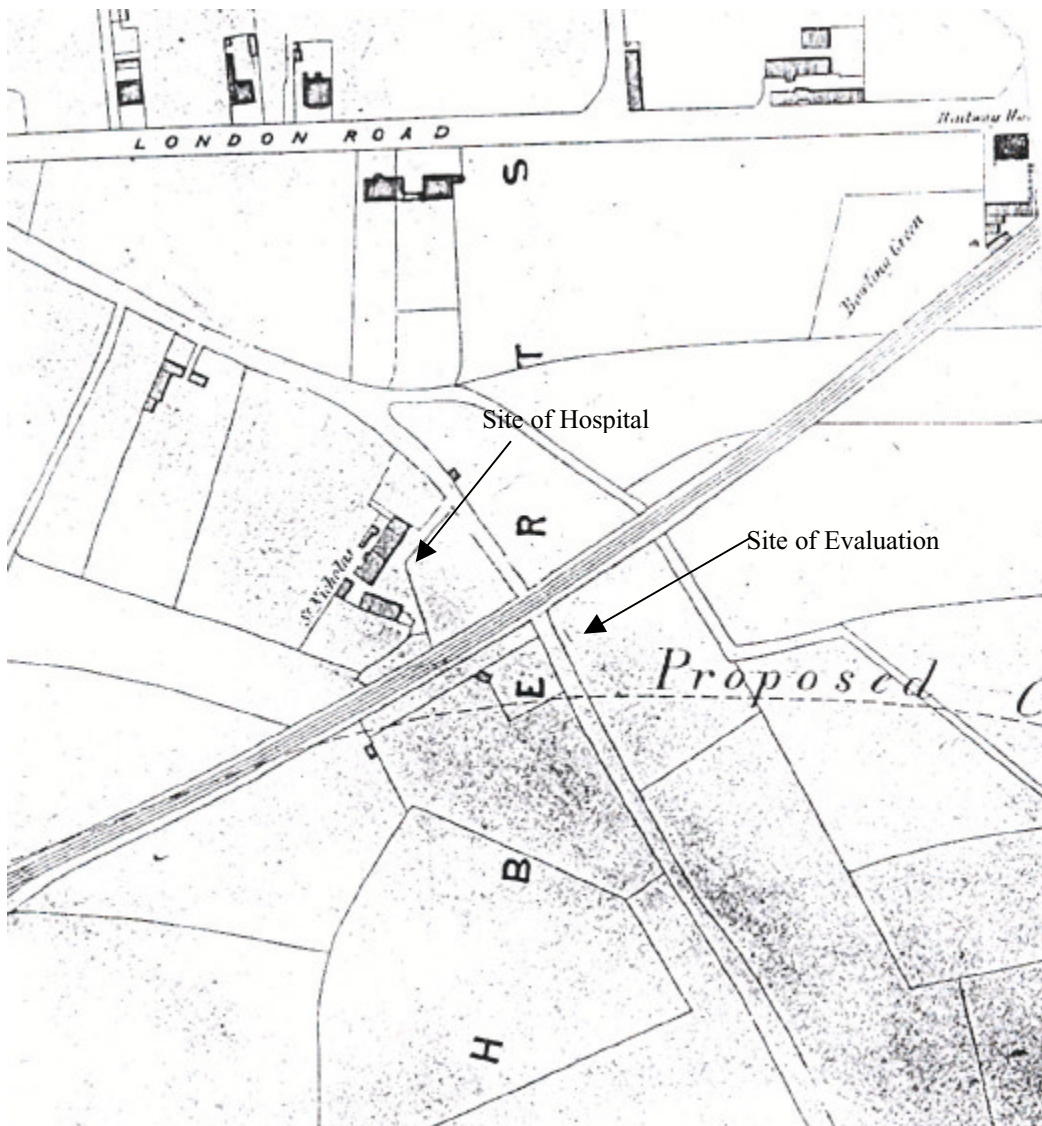 LONDON ROAD
Railway
S
Bowling Green
T
Site of Hospital
R
Site of Evaluation
St Nicholas
E
Proposed C
B
H